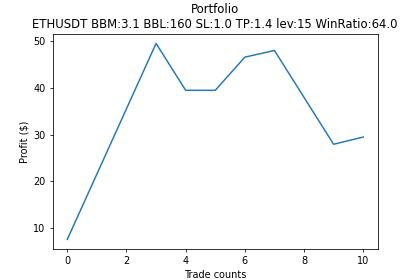 Portfolio
ETHUSDT BBM:3.1 BBL:160 SL:1.0 TP:1.4 lev:15 WinRatio:64.0
50
40
30
20
10
Profit ($)
0 2 4 6 8 10
Trade counts